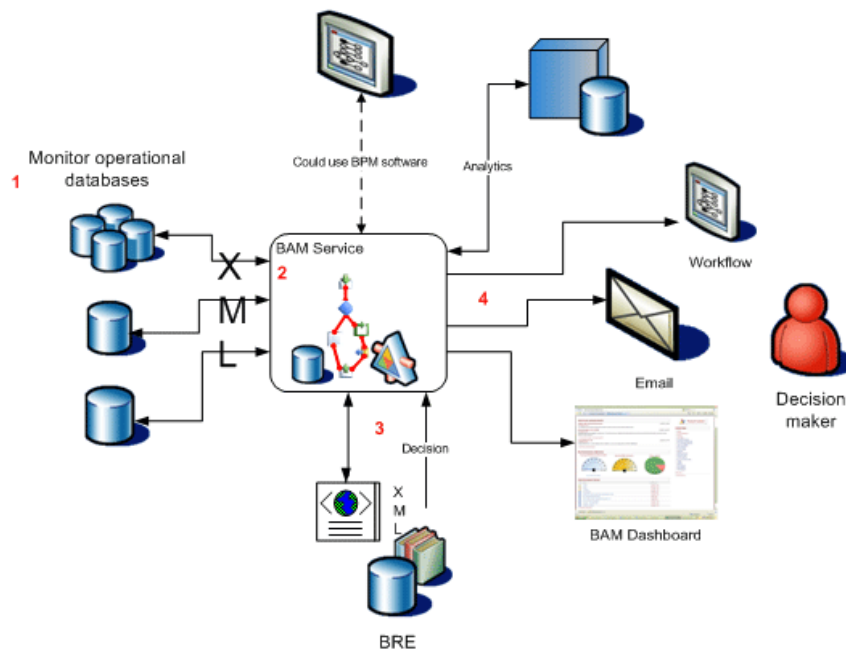 Monitor operational
databases
1
Could use BPM software
Analytics
BAM Service
2
X
M
L
4
Workflow
Email
Decision
maker
3
Decision
X
M
L
BAM Dashboard
BRE